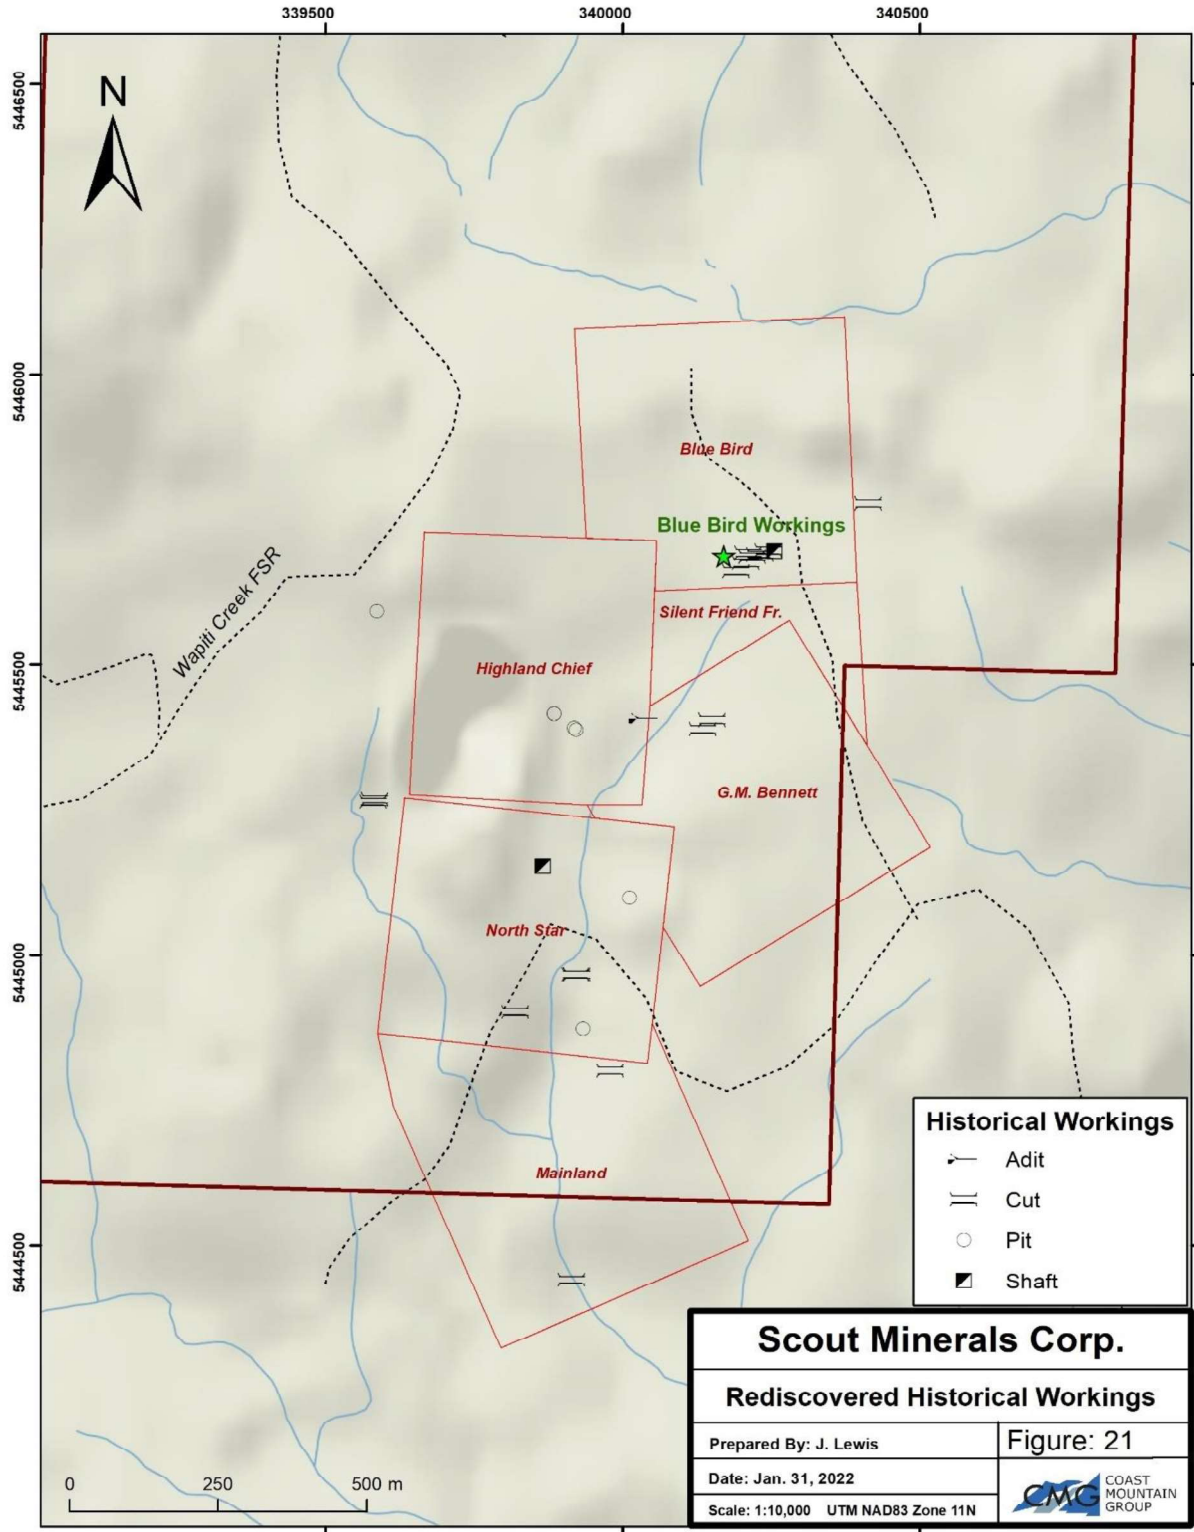 339500
340000
340500
5446500
N
5446000
Blue Bird
Blue Bird Workings
Wapiti Creek FSR
Silent Friend Fr.
5445500
Highland Chief
G.M. Bennett
North Star
5445000
Mainland
5444500
Historical Workings
Adit
Cut
Pit
Shaft
Scout Minerals Corp.
Rediscovered Historical Workings
Prepared By: J. Lewis
Figure: 21
Date: Jan. 31, 2022
Scale: 1:10,000 UTM NAD83 Zone 11N
CMG
COAST
MOUNTAIN
GROUP
0 250 500 m